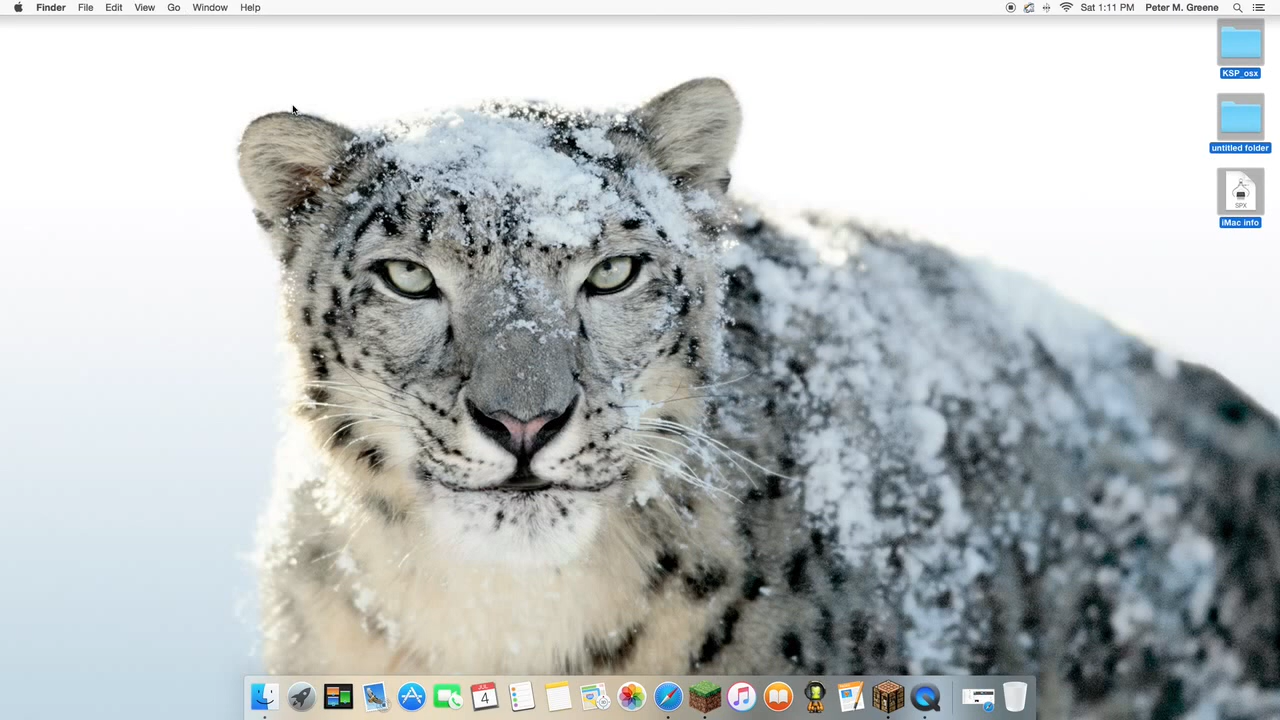 Finder File Edit View Go Window Help
Sat 1:11 PM Peter M. Greene
KSP_osx
untitled folder
SPX
iMac info
JUL
4